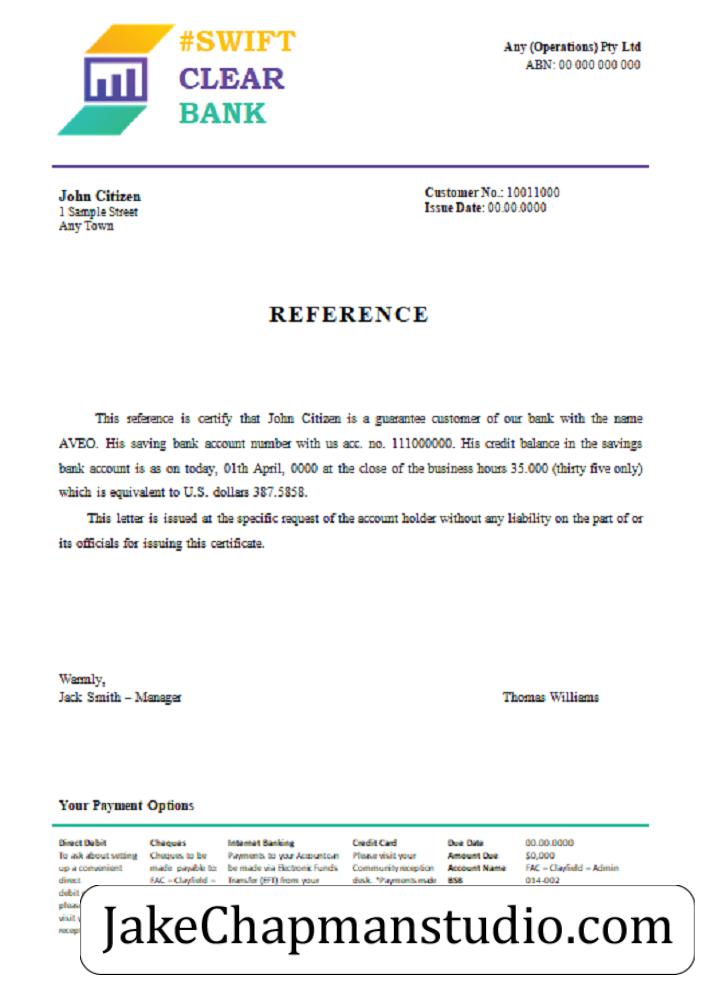 #SWIFT
CLEAR
BANK
Any (Operations) Pty Ltd
ABN: 00 000 000 000
John Citizen
1 Sample Street
Any Town
Customer No.: 10011000
Issue Date: 00.00.0000
REFERENCE
This reference is certify that John Citizen is a guarantee customer of our bank with the name
AVEO. His saving bank account number with us acc. no. 111000000. His credit balance in the savings
bank account is as on today, 01th April, 0000 at the close of the business hours 35.000 (thirty five only)
which is equivalent to U.S. dollars 387.5858.
This letter is issued at the specific request of the account holder without any liability on the part of or
its officials for issuing this certificate.
Warmly,
Jack Smith – Manager
Thomas Williams
Your Payment Options
Direct Debit
To ask about setting
up a convenient
direct
debit
visit
Cheques
Cheques to be
made payable to:
FAC – Clayfield –
Internet Banking
Payments to your Account can
be made via Electronic Funds
Transfer (EFT) from your
Credit Card
Please visit your
Community reception
desk. *Payments made
Due Date 00.00.0000
Amount Due $0,000
Account Name FAC – Clayfield – Admin
BSB 014-002
JakeChapmanstudio.com